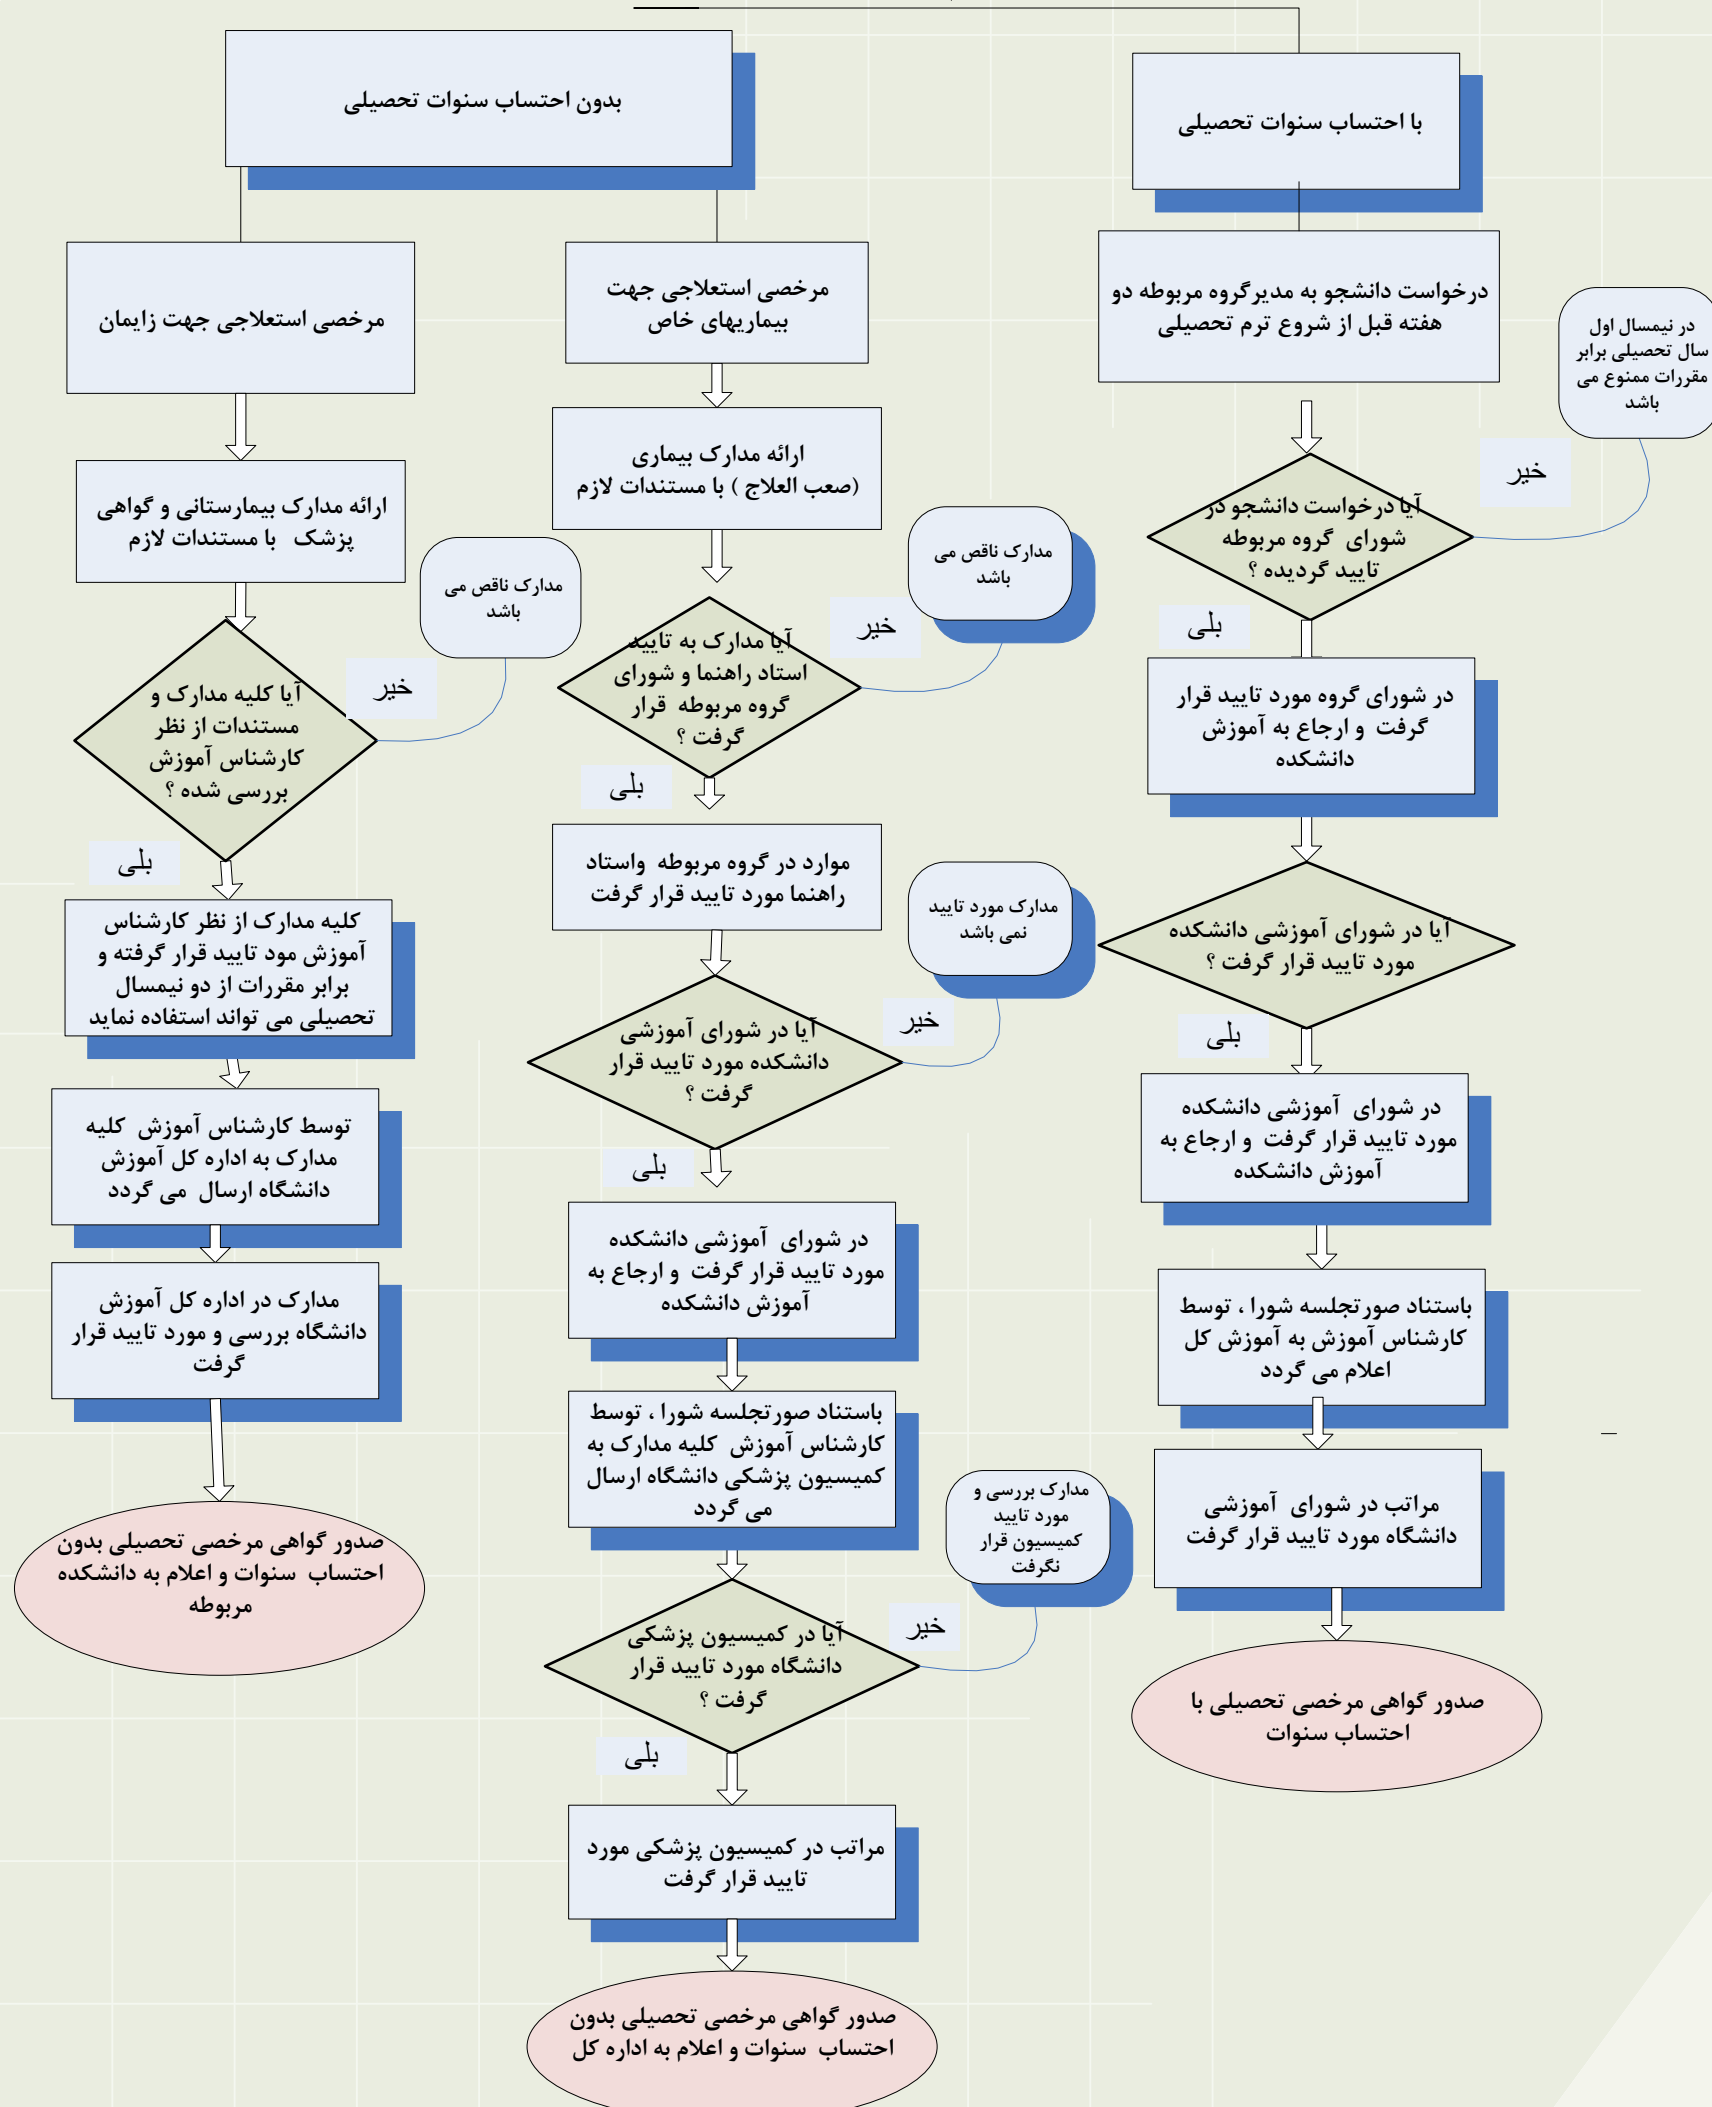 با احتساب سنوات تحصیلی
درخواست دانشجو به مدیرگروه مربوطه دو
هفته قبل از شروع ترم تحصیلی
در نیمسال اول
سال تحصیلی برابر
مقررات ممنوع می
باشد
خیر
آیا درخواست دانشجو در
شورای گروه مربوطه
تایید گردیده ؟
بلی
در شورای گروه مورد تایید قرار
گرفت و ارجاع به آموزش
دانشکده
آیا در شورای آموزشی دانشکده
مورد تایید قرار گرفت ؟
بلی
در شورای آموزشی دانشکده
مورد تایید قرار گرفت و ارجاع به
آموزش دانشکده
باستناد صورتجلسه شورا ، توسط
کارشناس آموزش به آموزش کل
اعلام می گردد
مراتب در شورای آموزشی
دانشگاه مورد تایید قرار گرفت
صدور گواهی مرخصی تحصیلی با
احتساب سنوات
بدون احتساب سنوات تحصیلی
مرخصی استعلاجی جهت
بیماریهای خاص
ارائه مدارک بیماری
(صعب العلاج ) با مستندات لازم
مدارک ناقص می
باشد
خیر
آیا مدارک به تایید
استاد راهنما و شورای
گروه مربوطه قرار
گرفت ؟
بلی
موارد در گروه مربوطه واستاد
راهنما مورد تایید قرار گرفت
مدارک مورد تایید
نمی باشد
خیر
آیا در شورای آموزشی
دانشکده مورد تایید قرار
گرفت ؟
بلی
در شورای آموزشی دانشکده
مورد تایید قرار گرفت و ارجاع به
آموزش دانشکده
باستناد صورتجلسه شورا ، توسط
کارشناس آموزش کلیه مدارک به
کمیسیون پزشکی دانشگاه ارسال
می گردد
مدارک بررسی و
مورد تایید
کمیسیون قرار
نگرفت
خیر
آیا در کمیسیون پزشکی
دانشگاه مورد تایید قرار
گرفت ؟
بلی
مراتب در کمیسیون پزشکی مورد
تایید قرار گرفت
صدور گواهی مرخصی تحصیلی بدون
احتساب سنوات و اعلام به اداره کل
مرخصی استعلاجی جهت زایمان
ارائه مدارک بیمارستانی و گواهی
پزشک با مستندات لازم
مدارک ناقص می
باشد
خیر
آیا کلیه مدارک و
مستندات از نظر
کارشناس آموزش
بررسی شده ؟
بلی
کلیه مدارک از نظر کارشناس
آموزش مود تایید قرار گرفته و
برابر مقررات از دو نیمسال
تحصیلی می تواند استفاده نماید
توسط کارشناس آموزش کلیه
مدارک به اداره کل آموزش
دانشگاه ارسال می گردد
مدارک در اداره کل آموزش
دانشگاه بررسی و مورد تایید قرار
گرفت
صدور گواهی مرخصی تحصیلی بدون
احتساب سنوات و اعلام به دانشکده
مربوطه